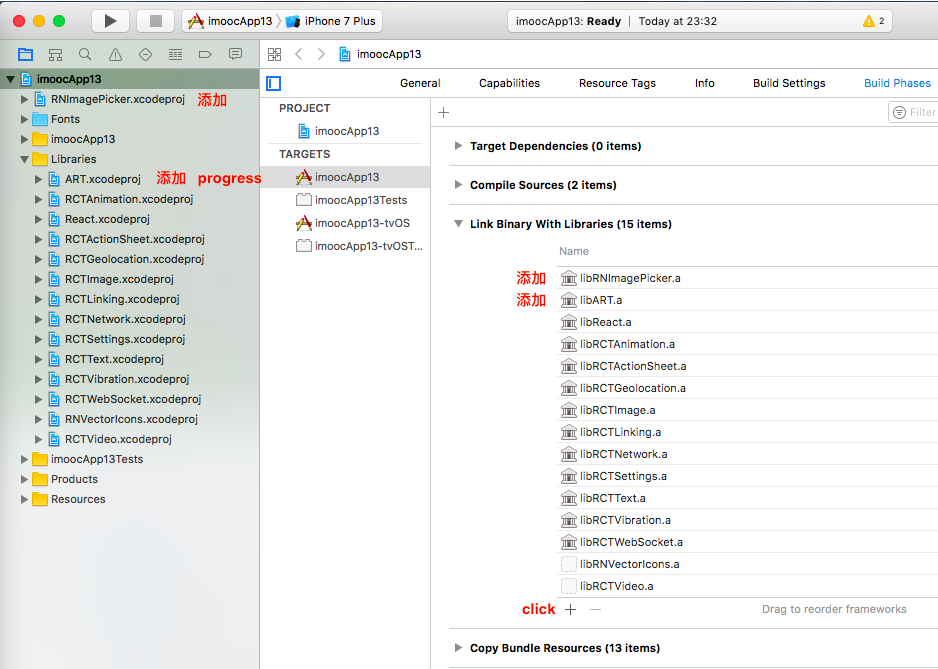 imoocApp13 iPhone 7 Plus imoocApp13: Ready | Today at 23:32 2
imoocApp13
imoocApp13
General Capabilities Resource Tags Info Build Settings Build Phases
RNImagePicker.xcodeproj 添加
Fonts
imoocApp13
Libraries
ART.xcodeproj 添加 progress
RCTAnimation.xcodeproj
React.xcodeproj
RCTActionSheet.xcodeproj
RCTGeolocation.xcodeproj
RCTImage.xcodeproj
RCTLinking.xcodeproj
RCTNetwork.xcodeproj
RCTSettings.xcodeproj
RCTText.xcodeproj
RCTVibration.xcodeproj
RCTWebSocket.xcodeproj
RNVectorIcons.xcodeproj
RCTVideo.xcodeproj
imoocApp13Tests
Products
Resources
PROJECT
imoocApp13
TARGETS
imoocApp13
imoocApp13Tests
imoocApp13-tvOS
imoocApp13-tvOST...
Filter
Target Dependencies (0 items)
Compile Sources (2 items)
Link Binary With Libraries (15 items)
Name
添加 libRNImagePicker.a
添加 libART.a
libReact.a
libRCTAnimation.a
libRCTActionSheet.a
libRCTGeolocation.a
libRCTImage.a
libRCTLinking.a
libRCTNetwork.a
libRCTSettings.a
libRCTText.a
libRCTVibration.a
libRCTWebSocket.a
libRNVectorIcons.a
libRCTVideo.a
click + — Drag to reorder frameworks
Copy Bundle Resources (13 items)